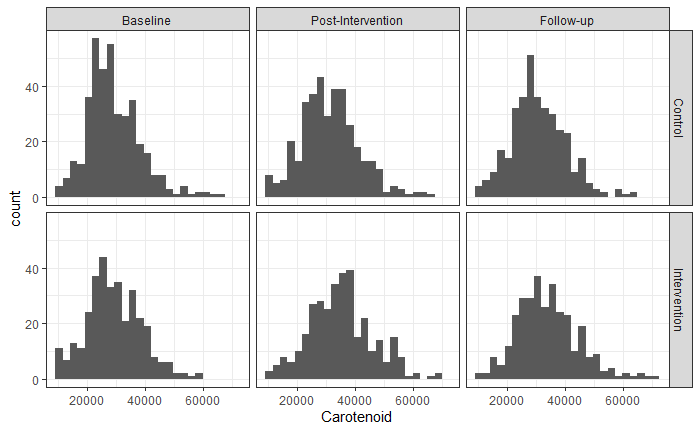 Baseline Post-Intervention Follow-up
Control
Intervention
count
40
20
0
40
20
0
20000 40000 60000 20000 40000 60000 20000 40000 60000
Carotenoid